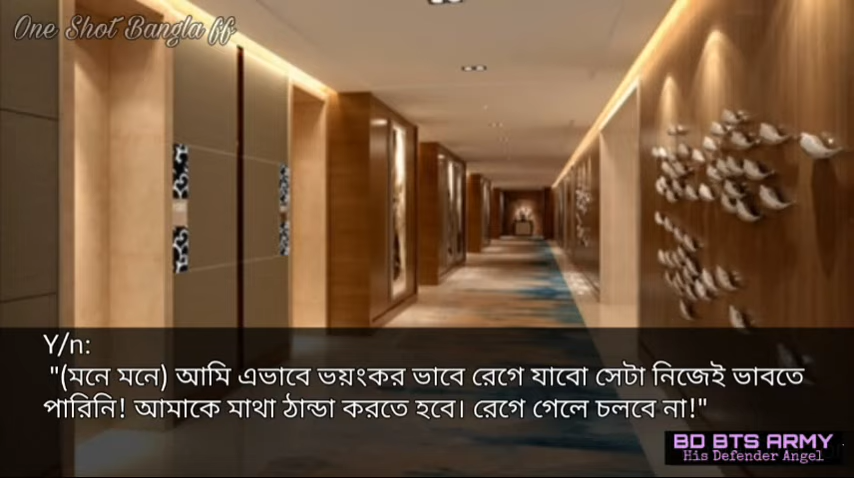 One Shot Bangla ff
Y/n:
"(মনে মনে) আমি এভাবে ভয়ংকর ভাবে রেগে যাবো সেটা নিজেই ভাবতে
পারিনি! আমাকে মাথা ঠান্ডা করতে হবে। রেগে গেলে চলবে না!"
BD BTS ARMY
His Defender Angel